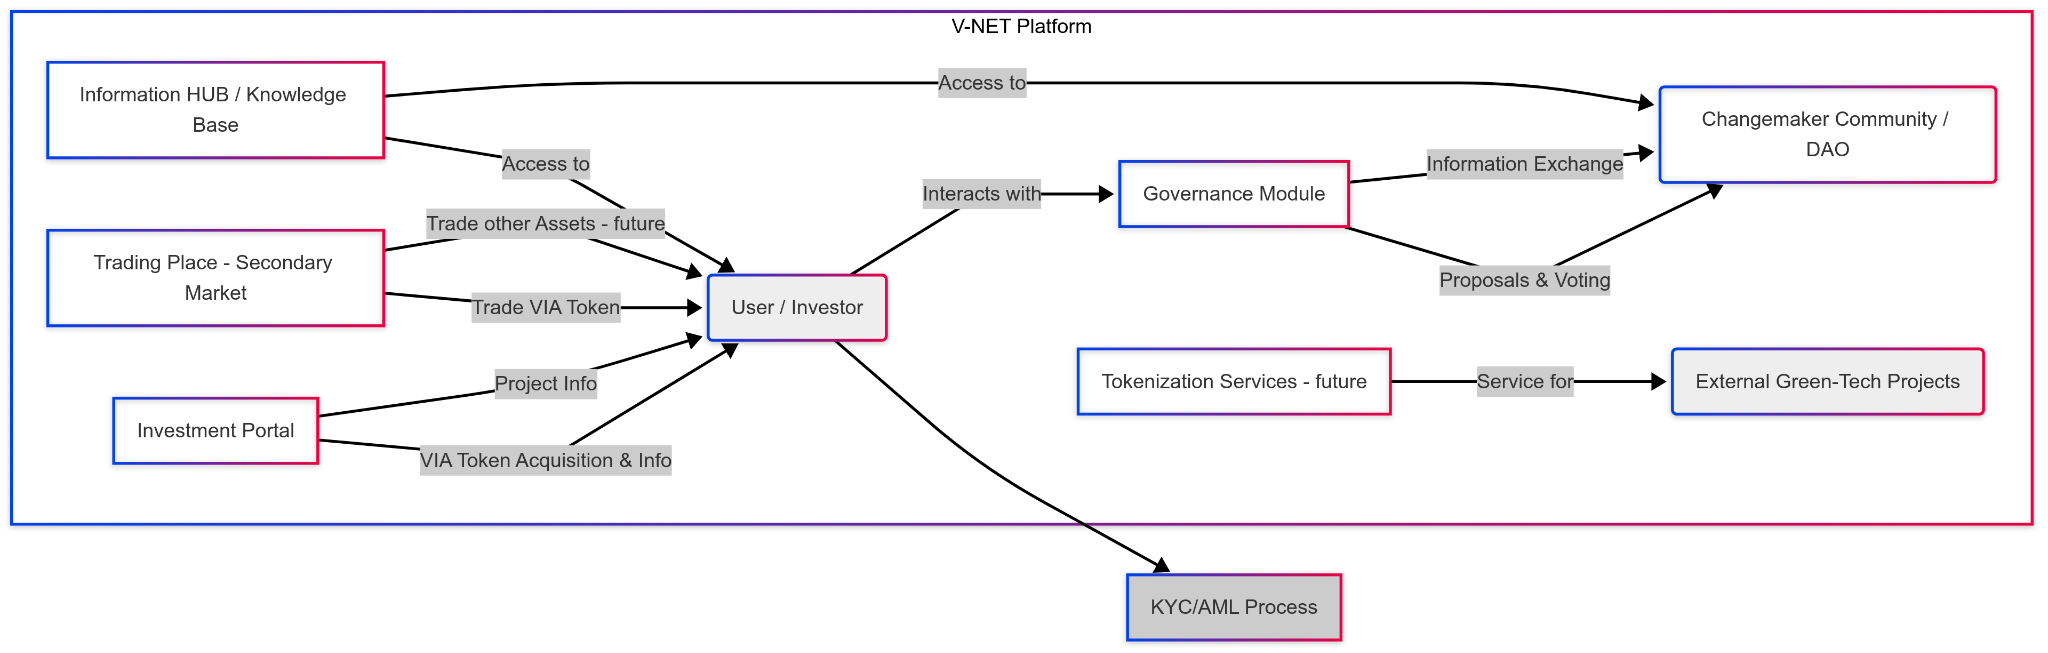 V-NET Platform
Information HUB / Knowledge
Base
Access to
Access to
Changemaker Community /
DAO
Trading Place - Secondary
Market
Trade other Assets - future
Trade VIA Token
User / Investor
Interacts with
Governance Module
Information Exchange
Proposals & Voting
Investment Portal
Project Info
VIA Token Acquisition & Info
Tokenization Services - future
Service for
External Green-Tech Projects
KYC/AML Process